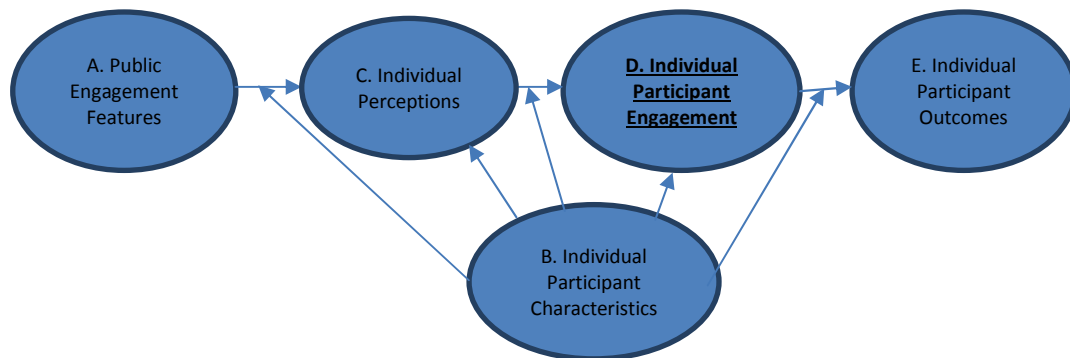 A. Public
Engagement
Features
C. Individual
Perceptions
D. Individual
Participant
Engagement
E. Individual
Participant
Outcomes
B. Individual
Participant
Characteristics